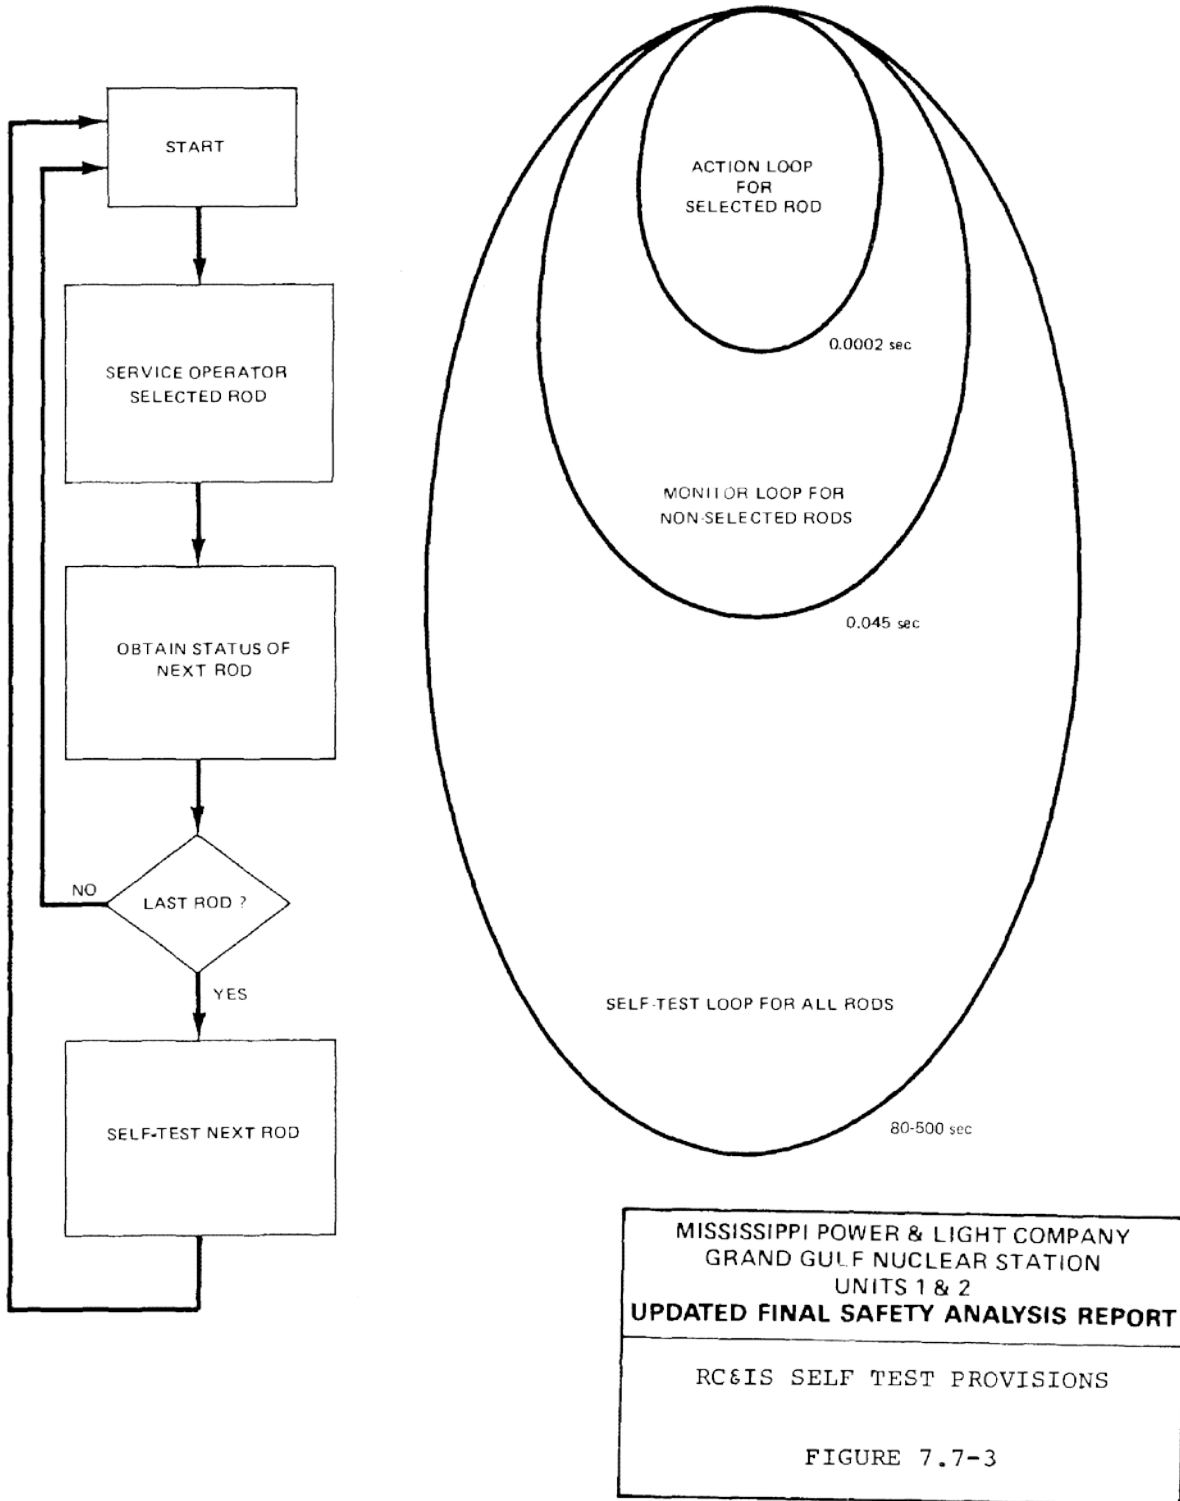 START
SERVICE OPERATOR
SELECTED ROD
OBTAIN STATUS OF
NEXT ROD
NO
LAST ROD ?
YES
SELF-TEST NEXT ROD
ACTION LOOP
FOR
SELECTED ROD
0.0002 sec
MONITOR LOOP FOR
NON-SELECTED RODS
0.045 sec
SELF-TEST LOOP FOR ALL RODS
80-500 sec
MISSISSIPPI POWER & LIGHT COMPANY
GRAND GULF NUCLEAR STATION
UNITS 1 & 2
UPDATED FINAL SAFETY ANALYSIS REPORT
RC&IS SELF TEST PROVISIONS
FIGURE 7.7-3